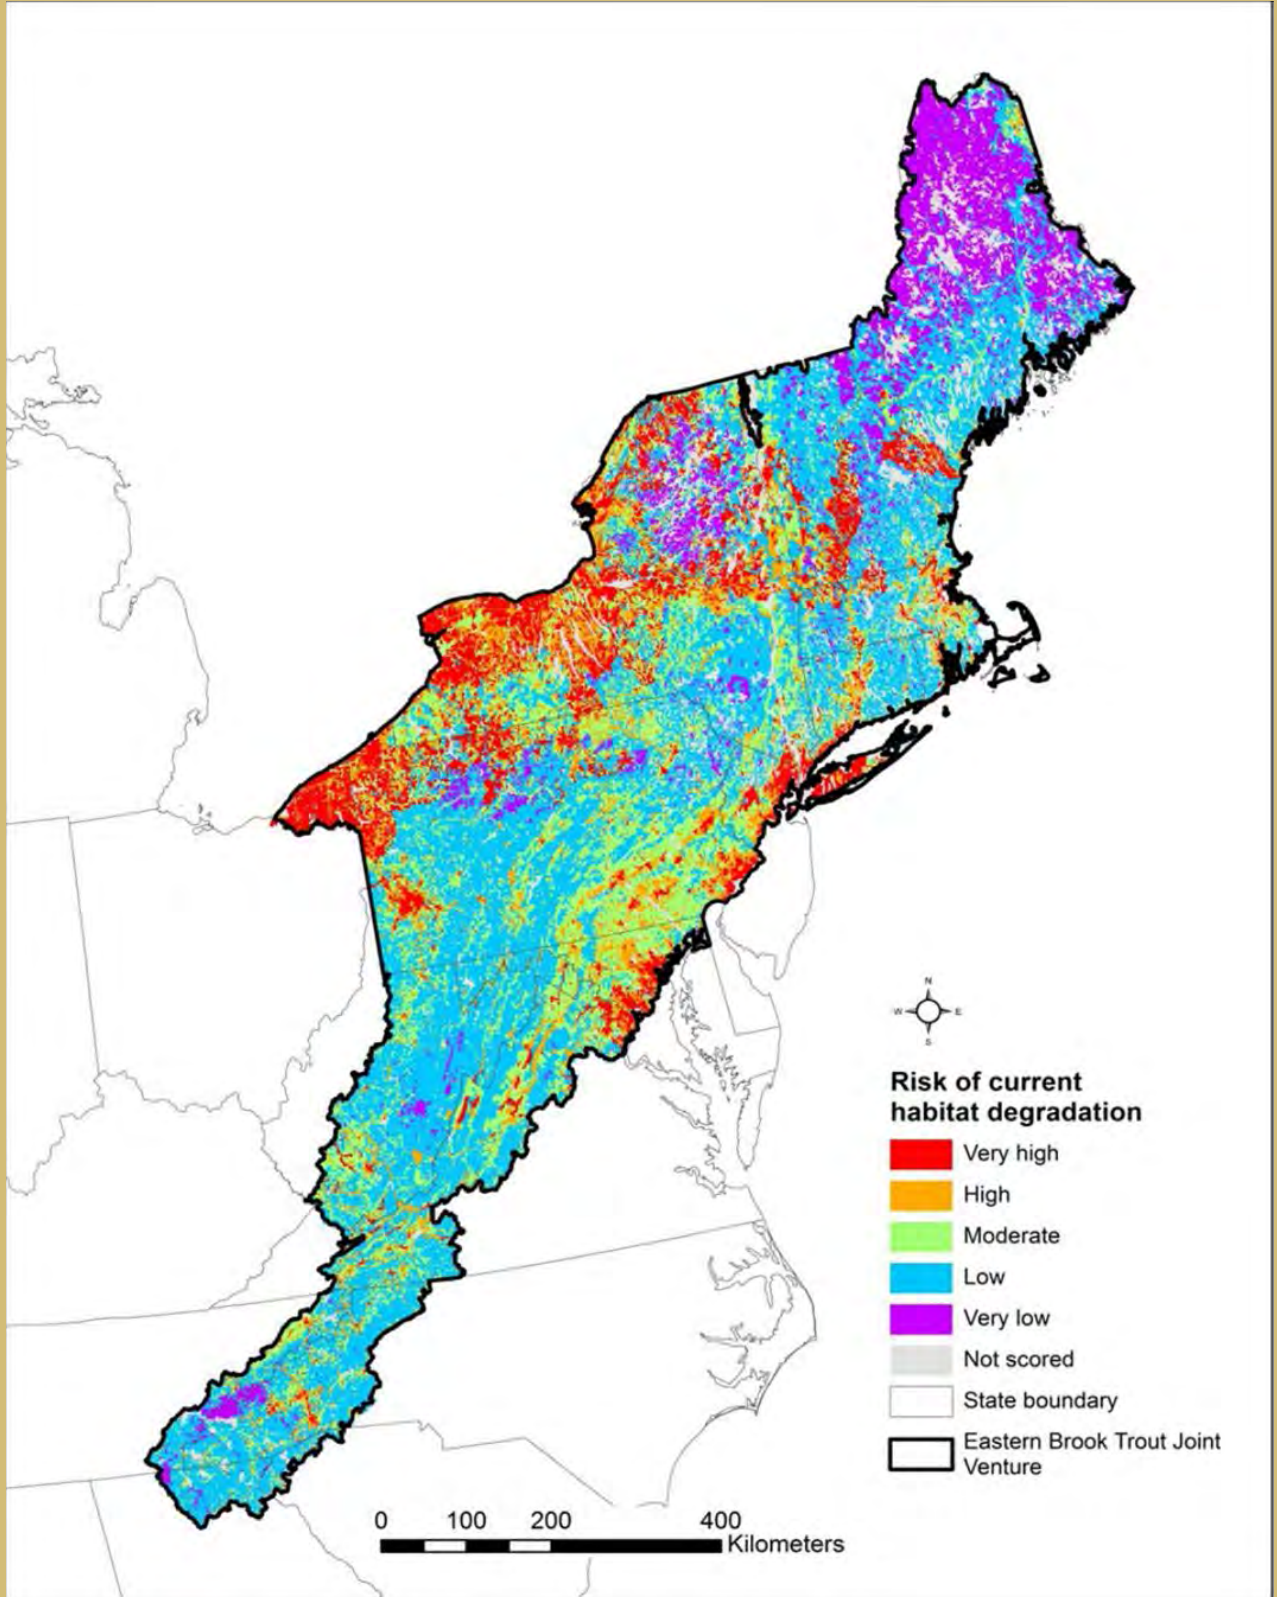 N
W E
S
Risk of current
habitat degradation
Very high
High
Moderate
Low
Very low
Not scored
State boundary
Eastern Brook Trout Joint
Venture
0 100 200 400
Kilometers